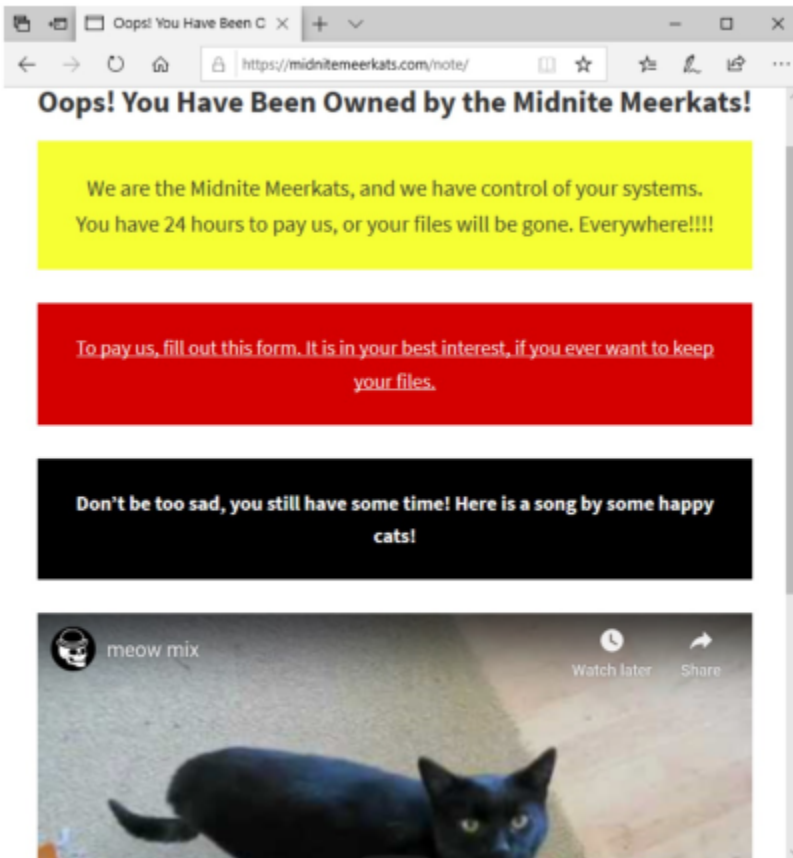 Oops! You Have Been C
https://midnitemeerkats.com/note/
Oops! You Have Been Owned by the Midnite Meerkats!
We are the Midnite Meerkats, and we have control of your systems.
You have 24 hours to pay us, or your files will be gone. Everywhere!!!!
To pay us, fill out this form. It is in your best interest, if you ever want to keep
your files.
Don't be too sad, you still have some time! Here is a song by some happy
cats!
meow mix
Watch later
Share